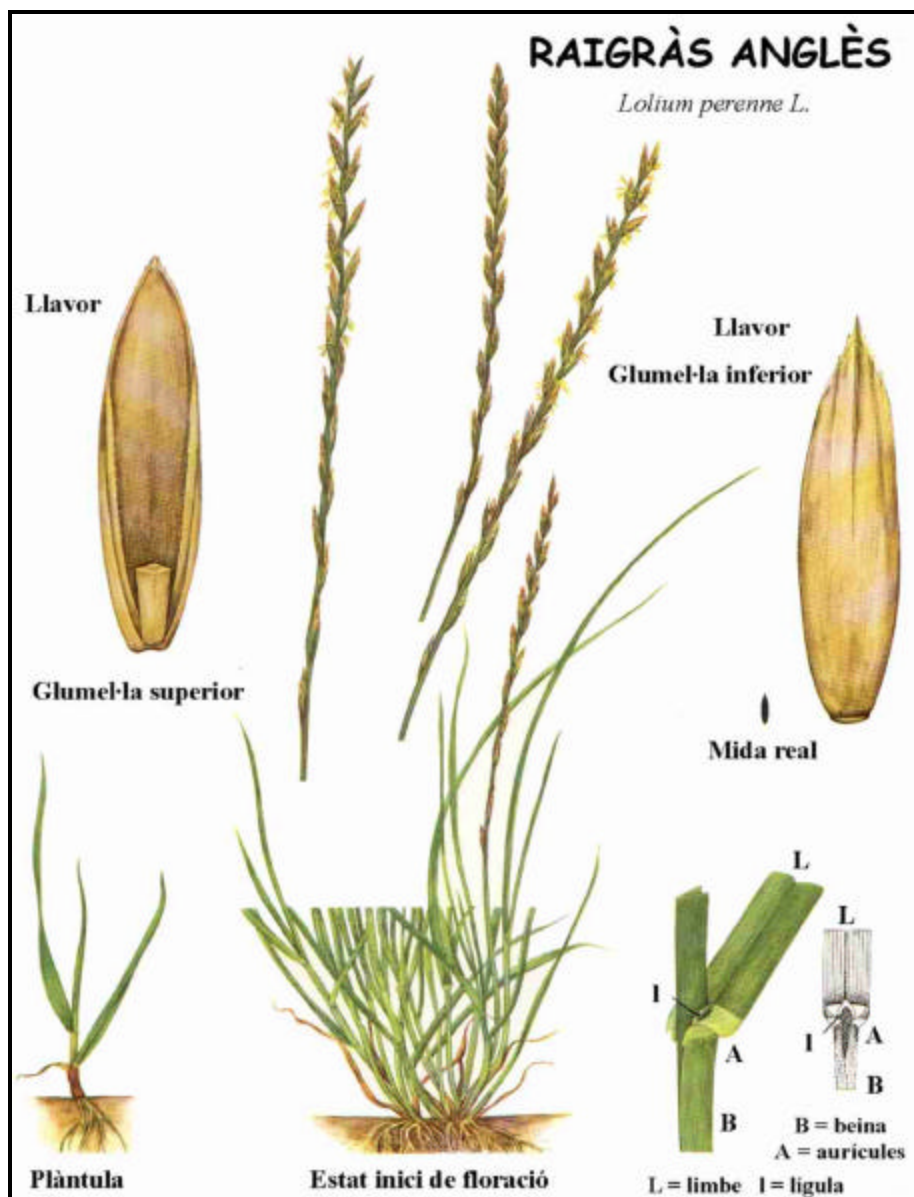 RAIGRÀS ANGLÈS
Lolium perenne L.
Llavor
Llavor
Glumel·la inferior
Glumel·la superior
Mida real
L
L
l
A
l
A
B
B
B = beina
A = aurícules
L = limbe l = lígula
Plàntula
Estat inici de floració